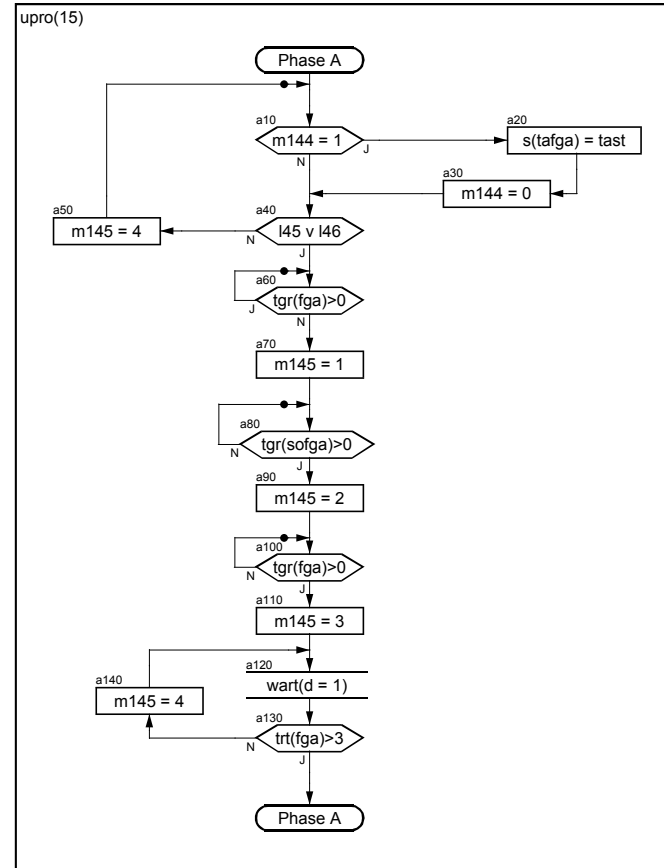 upro(15)
Phase A
a10
m144 = 1
J
N
a20
s(tafga) = tast
a30
m144 = 0
a40
l45 v l46
N
J
a50
m145 = 4
a60
tgr(fga)>0
J
N
a70
m145 = 1
a80
tgr(sofga)>0
N
J
a90
m145 = 2
a100
tgr(fga)>0
N
J
a110
m145 = 3
a120
wart(d = 1)
a140
m145 = 4
a130
trt(fga)>3
N
J
Phase A